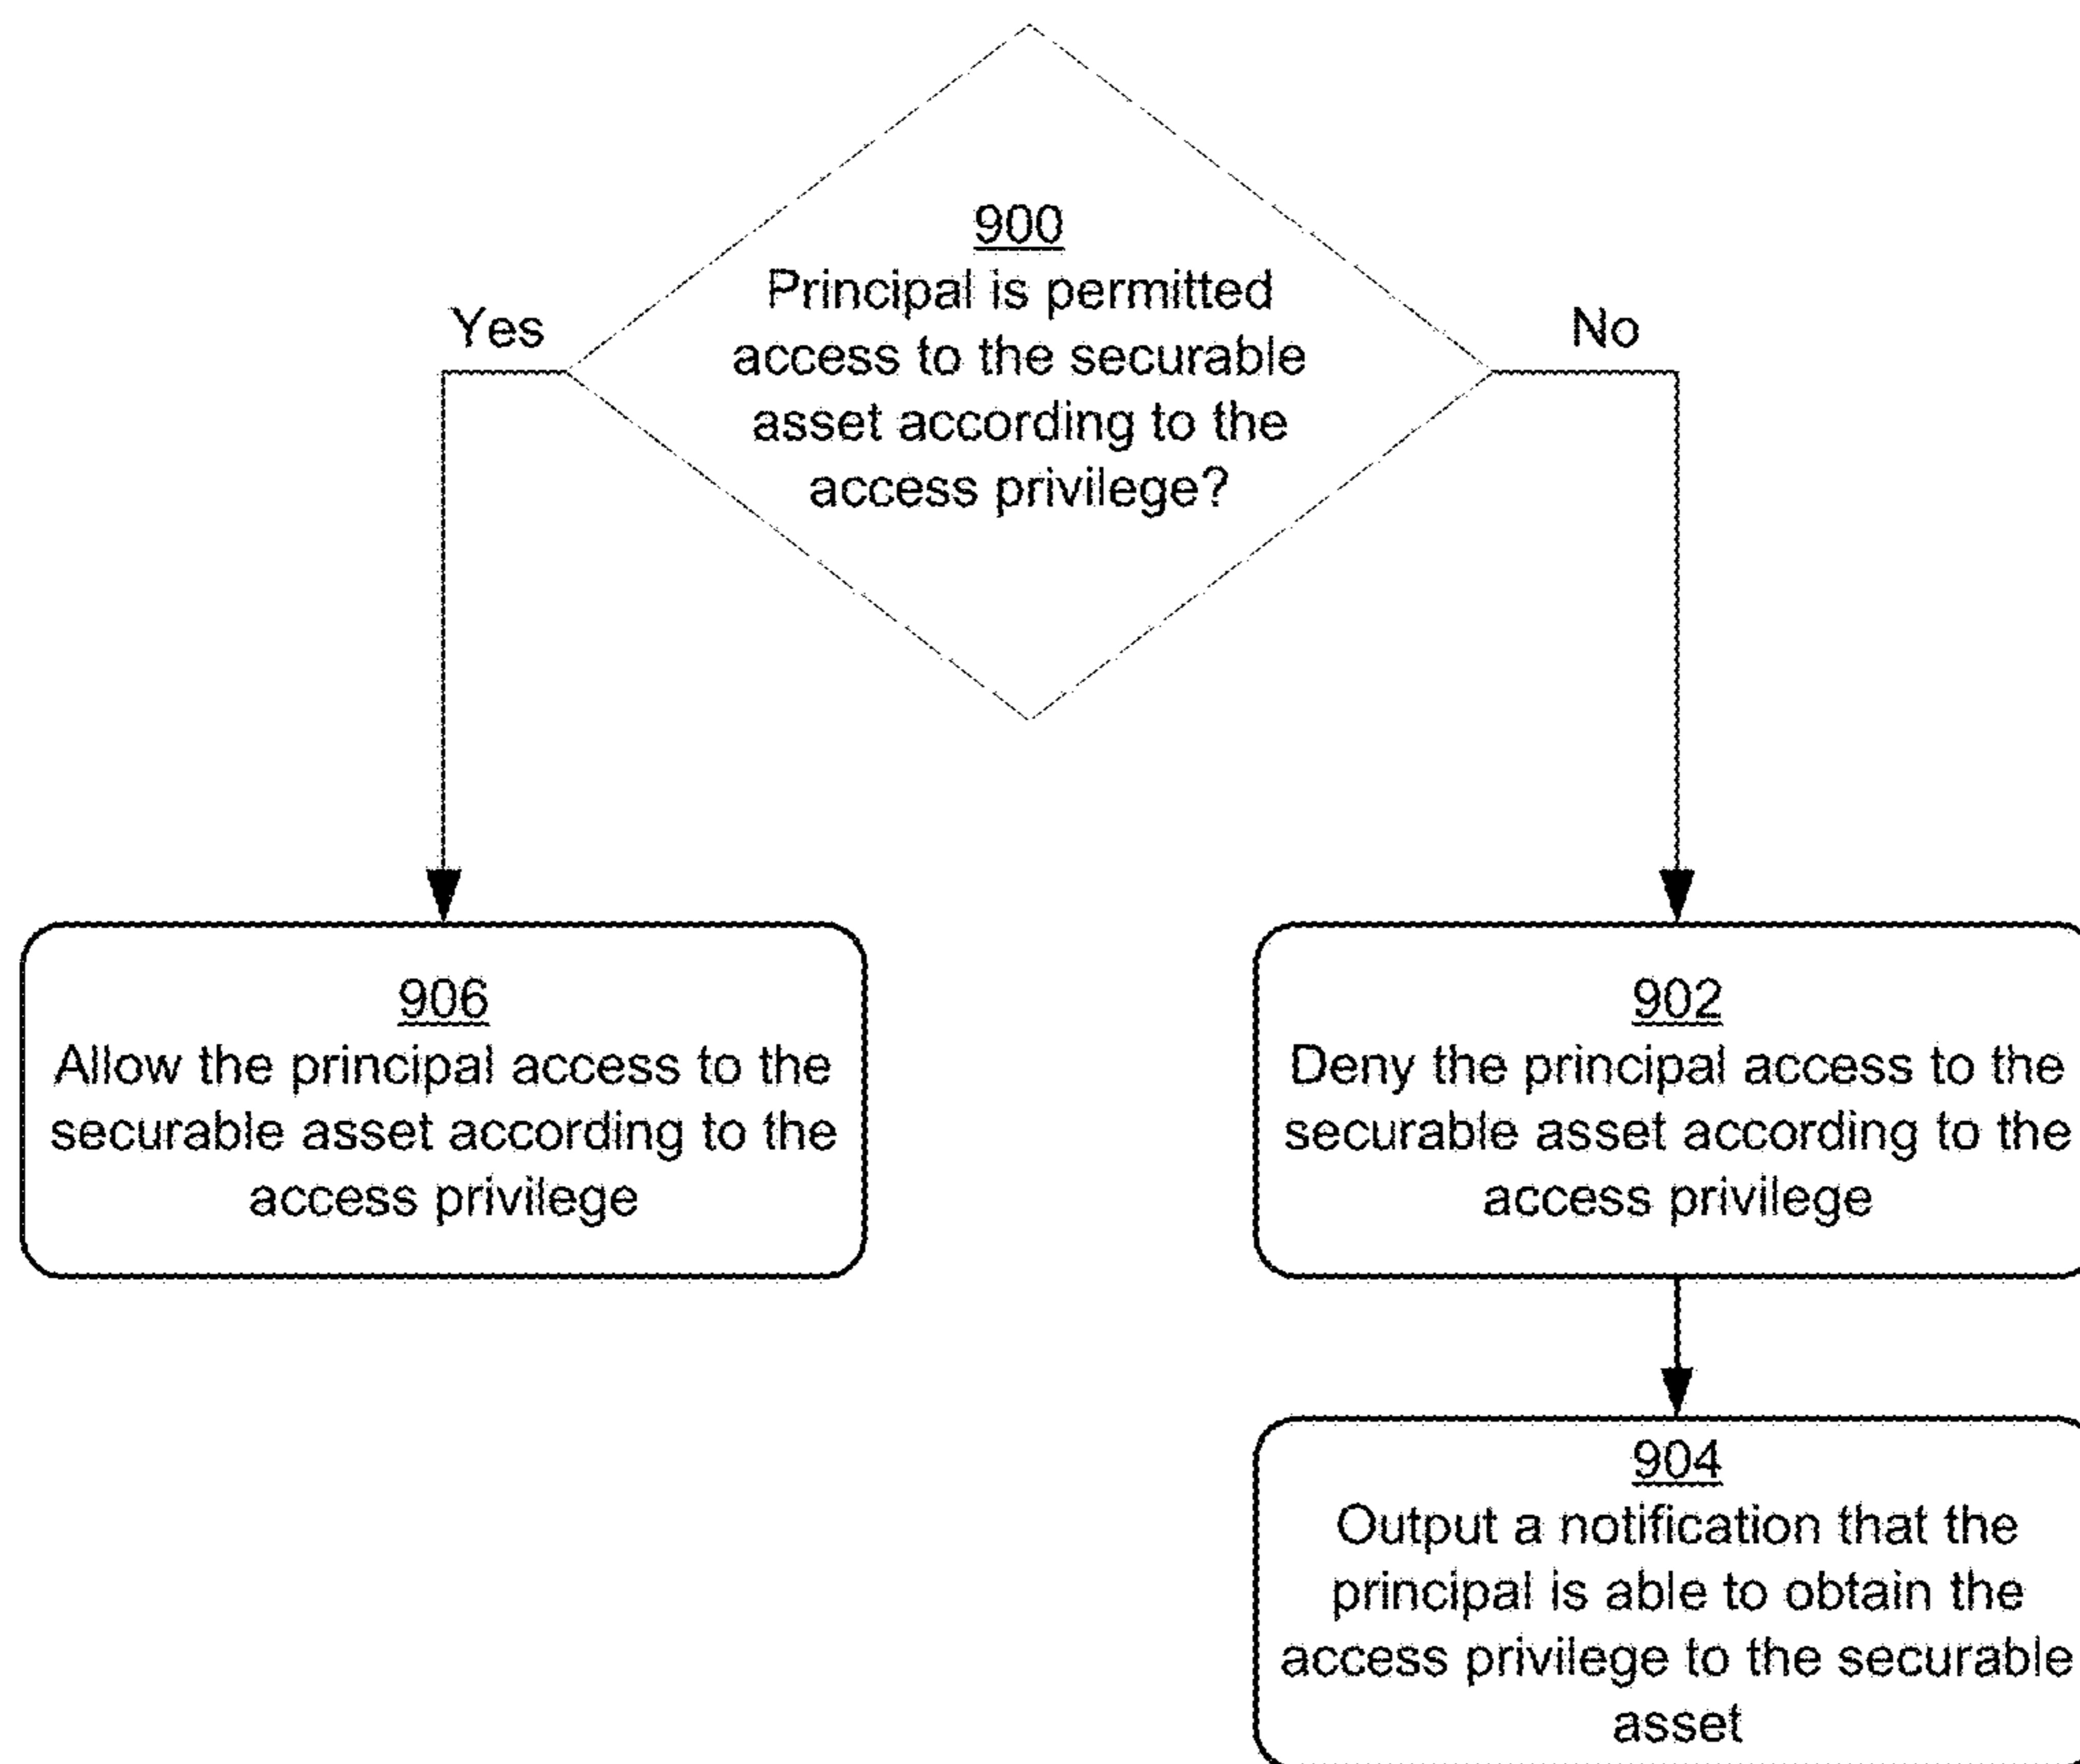 900
Principal is permitted
access to the securable
asset according to the
access privilege?
Yes
No
906
Allow the principal access to the
securable asset according to the
access privilege
902
Deny the principal access to the
securable asset according to the
access privilege
904
Output a notification that the
principal is able to obtain the
access privilege to the securable
asset